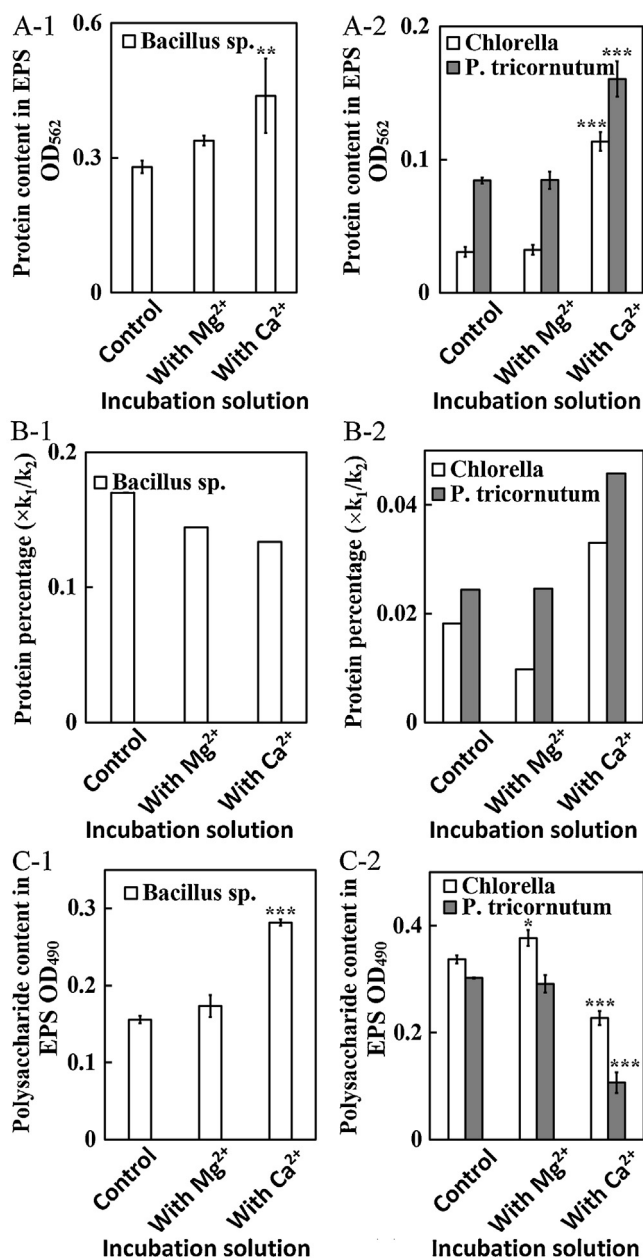 A-1
0.6
Bacillus sp.
**
0.3
0
Protein content in EPS
OD₅₆₂
Control
With Mg²⁺
With Ca²⁺
Incubation solution
A-2
0.2
Chlorella
P. tricornutum
***
***
0.1
0
Protein content in EPS
OD₅₆₂
Control
With Mg²⁺
With Ca²⁺
Incubation solution
B-1
0.2
Bacillus sp.
0.1
0
Protein percentage (×k₁/k₂)
Control
With Mg²⁺
With Ca²⁺
Incubation solution
B-2
Chlorella
P. tricornutum
0.04
0.02
0
Protein percentage (×k₁/k₂)
Control
With Mg²⁺
With Ca²⁺
Incubation solution
C-1
Bacillus sp.
***
0.3
0.2
0.1
0
Polysaccharide content in
EPS OD₄₉₀
Control
With Mg²⁺
With Ca²⁺
Incubation solution
C-2
Chlorella
P. tricornutum
*
***
***
0.4
0.2
0
Polysaccharide content in
EPS OD₄₉₀
Control
With Mg²⁺
With Ca²⁺
Incubation solution